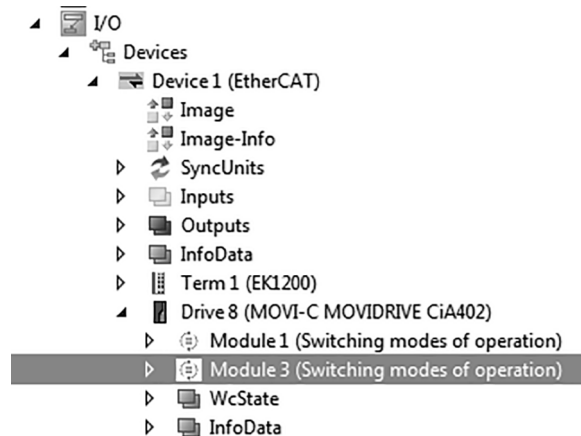 I/O
Devices
Device 1 (EtherCAT)
Image
Image-Info
SyncUnits
Inputs
Outputs
InfoData
Term 1 (EK1200)
Drive 8 (MOVI-C MOVIDRIVE CiA402)
Module 1 (Switching modes of operation)
Module 3 (Switching modes of operation)
WcState
InfoData